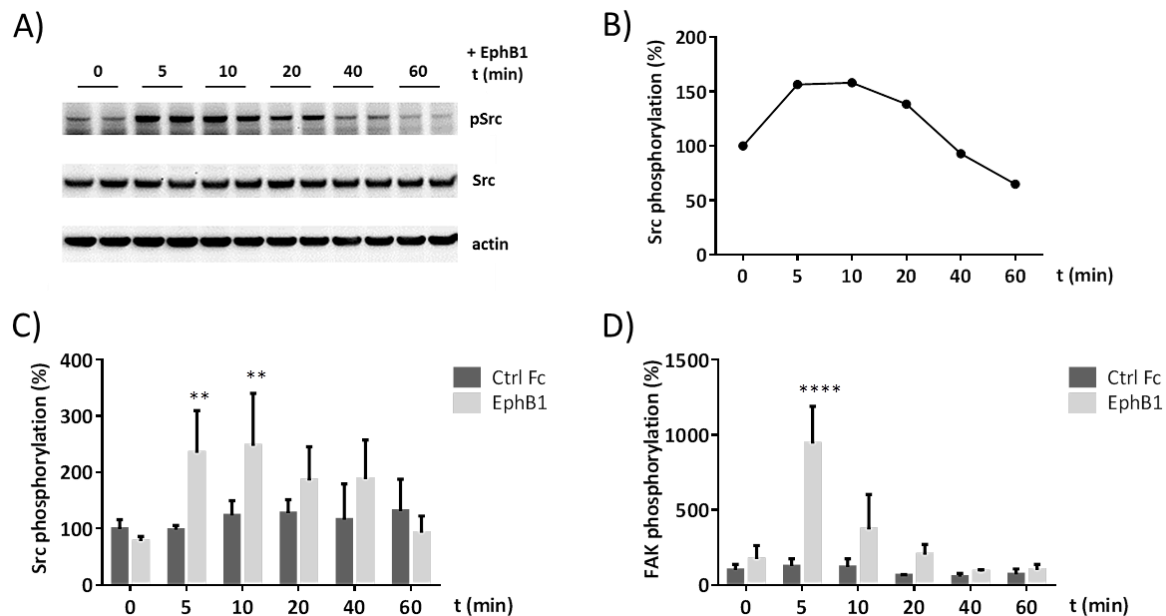 A)
+ EphB1
0 5 10 20 40 60 t (min)
pSrc
Src
actin
B)
Src phosphorylation (%)
200
150
100
50
0
0 5 10 20 40 60 t (min)
C)
Src phosphorylation (%)
400
300
200
100
0
** **
Ctrl Fc
EphB1
0 5 10 20 40 60 t (min)
D)
FAK phosphorylation (%)
1500
1000
500
0
****
Ctrl Fc
EphB1
0 5 10 20 40 60 t (min)